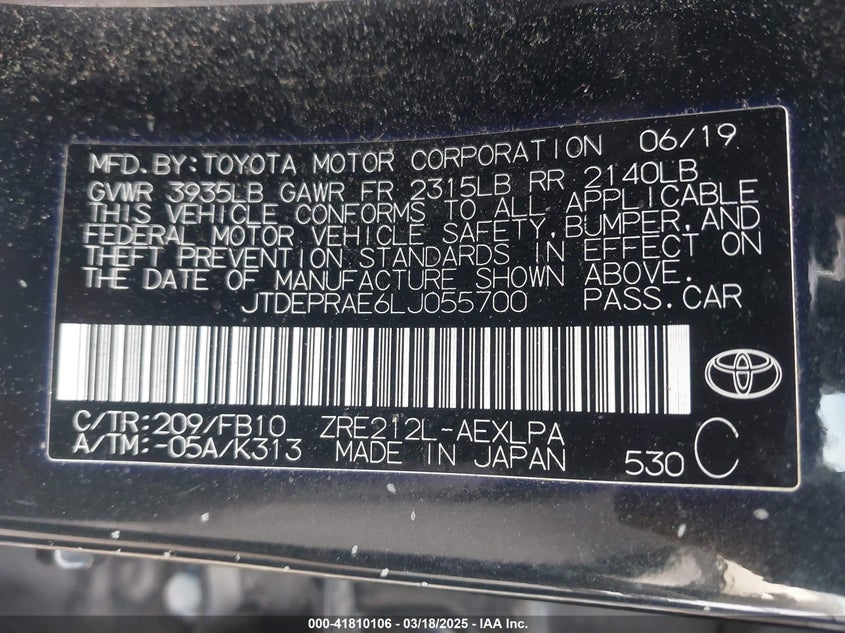 MFD.BY:TOYOTA MOTOR CORPORATION 06/19
GVWR 3935LB GAWR FR 2315LB RR 2140LB
THIS VEHICLE CONFORMS TO ALL APPLICABLE
FEDERAL MOTOR VEHICLE SAFETY,BUMPER,AND
THEFT PREVENTION STANDARDS IN EFFECT ON
THE DATE OF MANUFACTURE SHOWN ABOVE.
JTDEPRAE6LJ055700 PASS.CAR
C/TR:209/FB10 ZRE212L-AEXLPA
A/TM:-05A/K313 MADE IN JAPAN 530 C
000-41810106 — 03/18/2025 — IAA Inc.